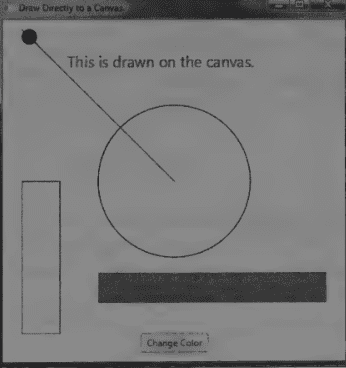 Draw Directly to a Canvas.
This is drawn on the canvas.
Change Color